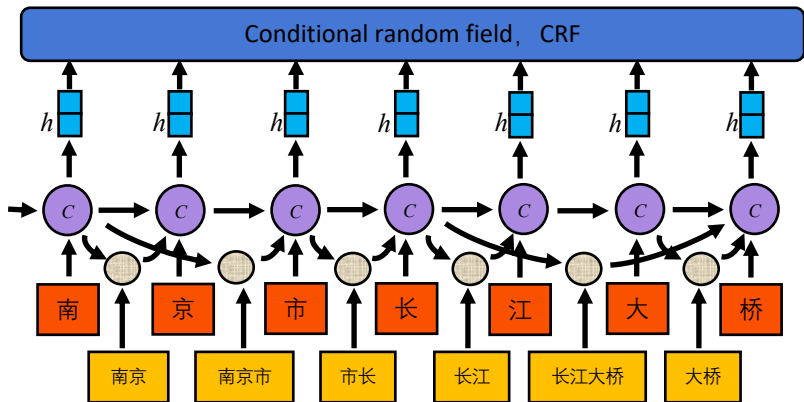 Conditional random field, CRF
h h h h h h h
C C C C C C C
南 京 市 长 江 大 桥
南京 南京市 市长 长江 长江大桥 大桥